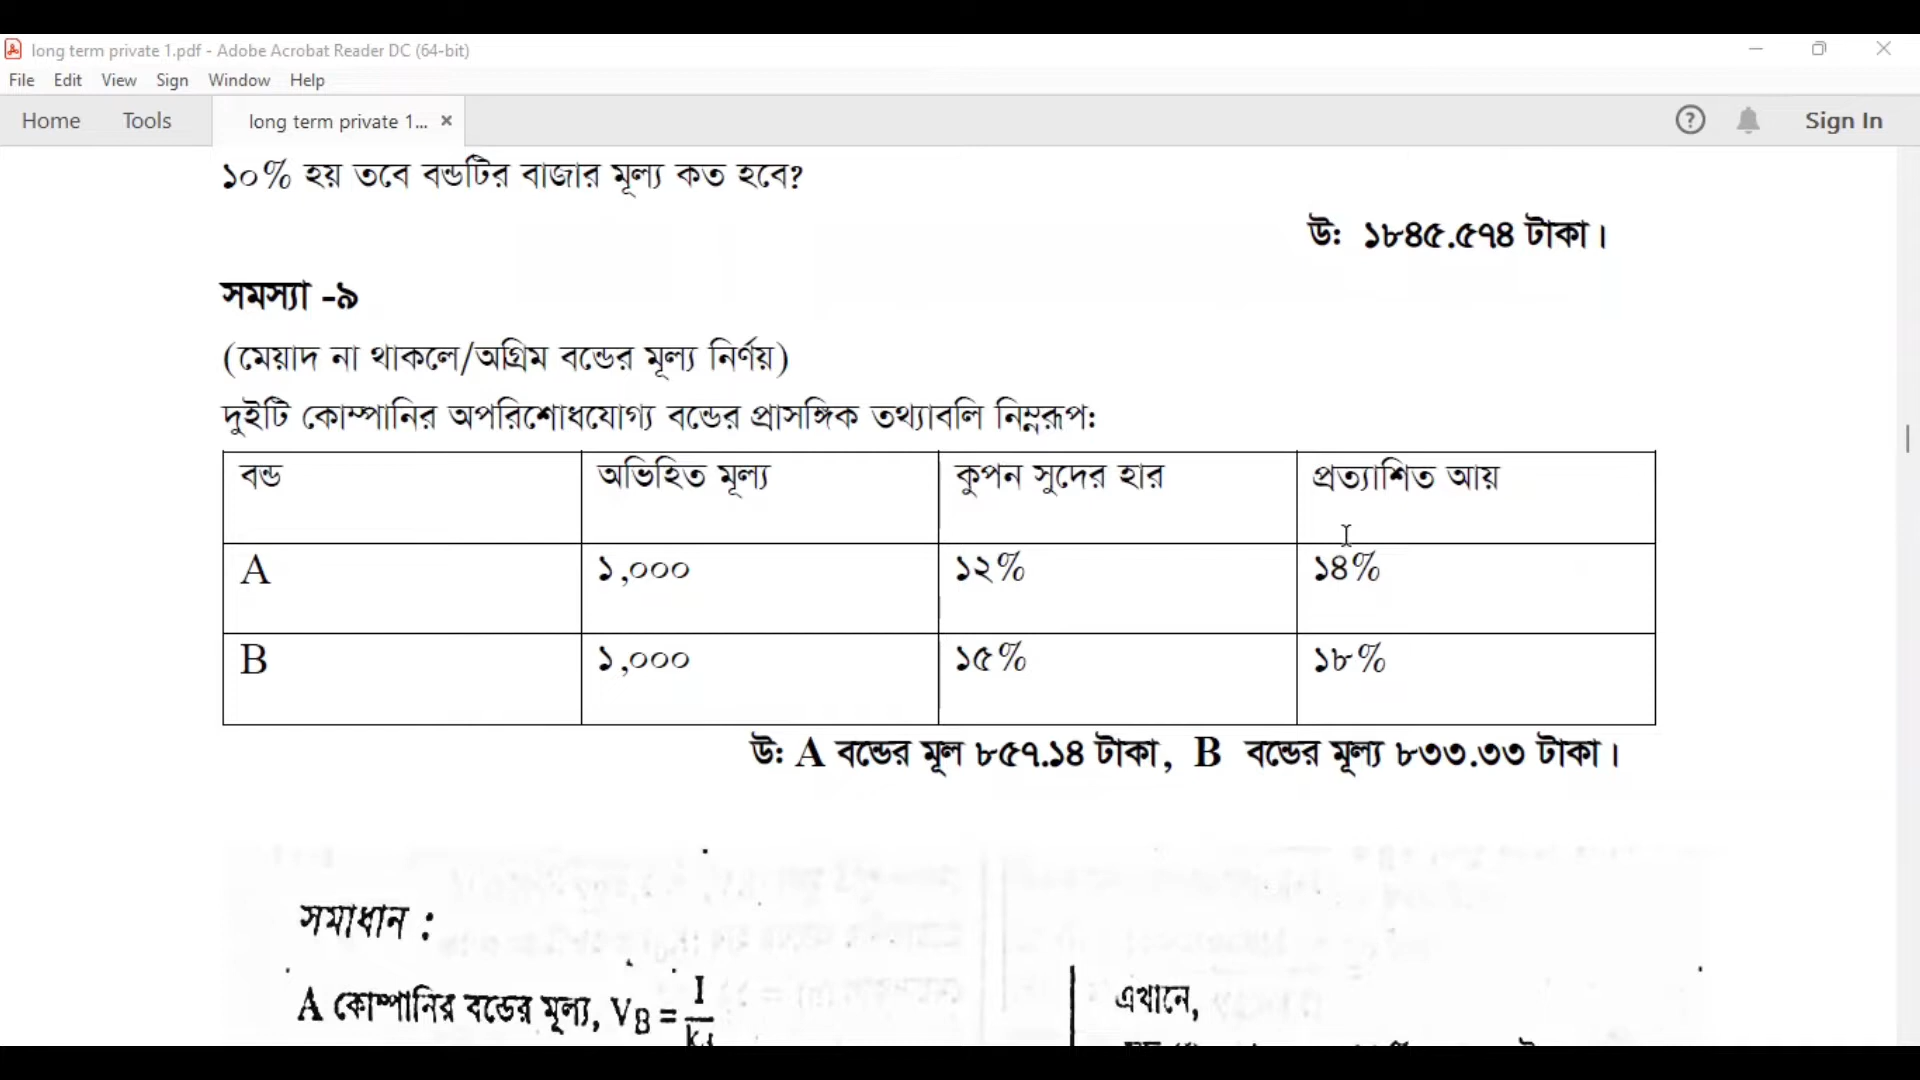 long term private 1.pdf - Adobe Acrobat Reader DC (64-bit)
File Edit View Sign Window Help
Home Tools long term private 1... × ? Sign In
১০% হয় তবে বন্ডটির বাজার মূল্য কত হবে?
উঃ ১৮৪৫.৫৭৪ টাকা।
সমস্যা -৯
(মেয়াদ না থাকলে/অগ্রিম বন্ডের মূল্য নির্ণয়)
দুইটি কোম্পানির অপরিশোধযোগ্য বন্ডের প্রাসঙ্গিক তথ্যাবলি নিম্নরূপ:
বন্ড অভিহিত মূল্য কুপন সুদের হার প্রত্যাশিত আয়
A ১,০০০ ১২% ১৪%
B ১,০০০ ১৫% ১৮%
উঃ A বন্ডের মূল ৮৫৭.১৪ টাকা, B বন্ডের মূল্য ৮৩৩.৩৩ টাকা।
সমাধান :
A কোম্পানির বন্ডের মূল্য, VB = I
এখানে,